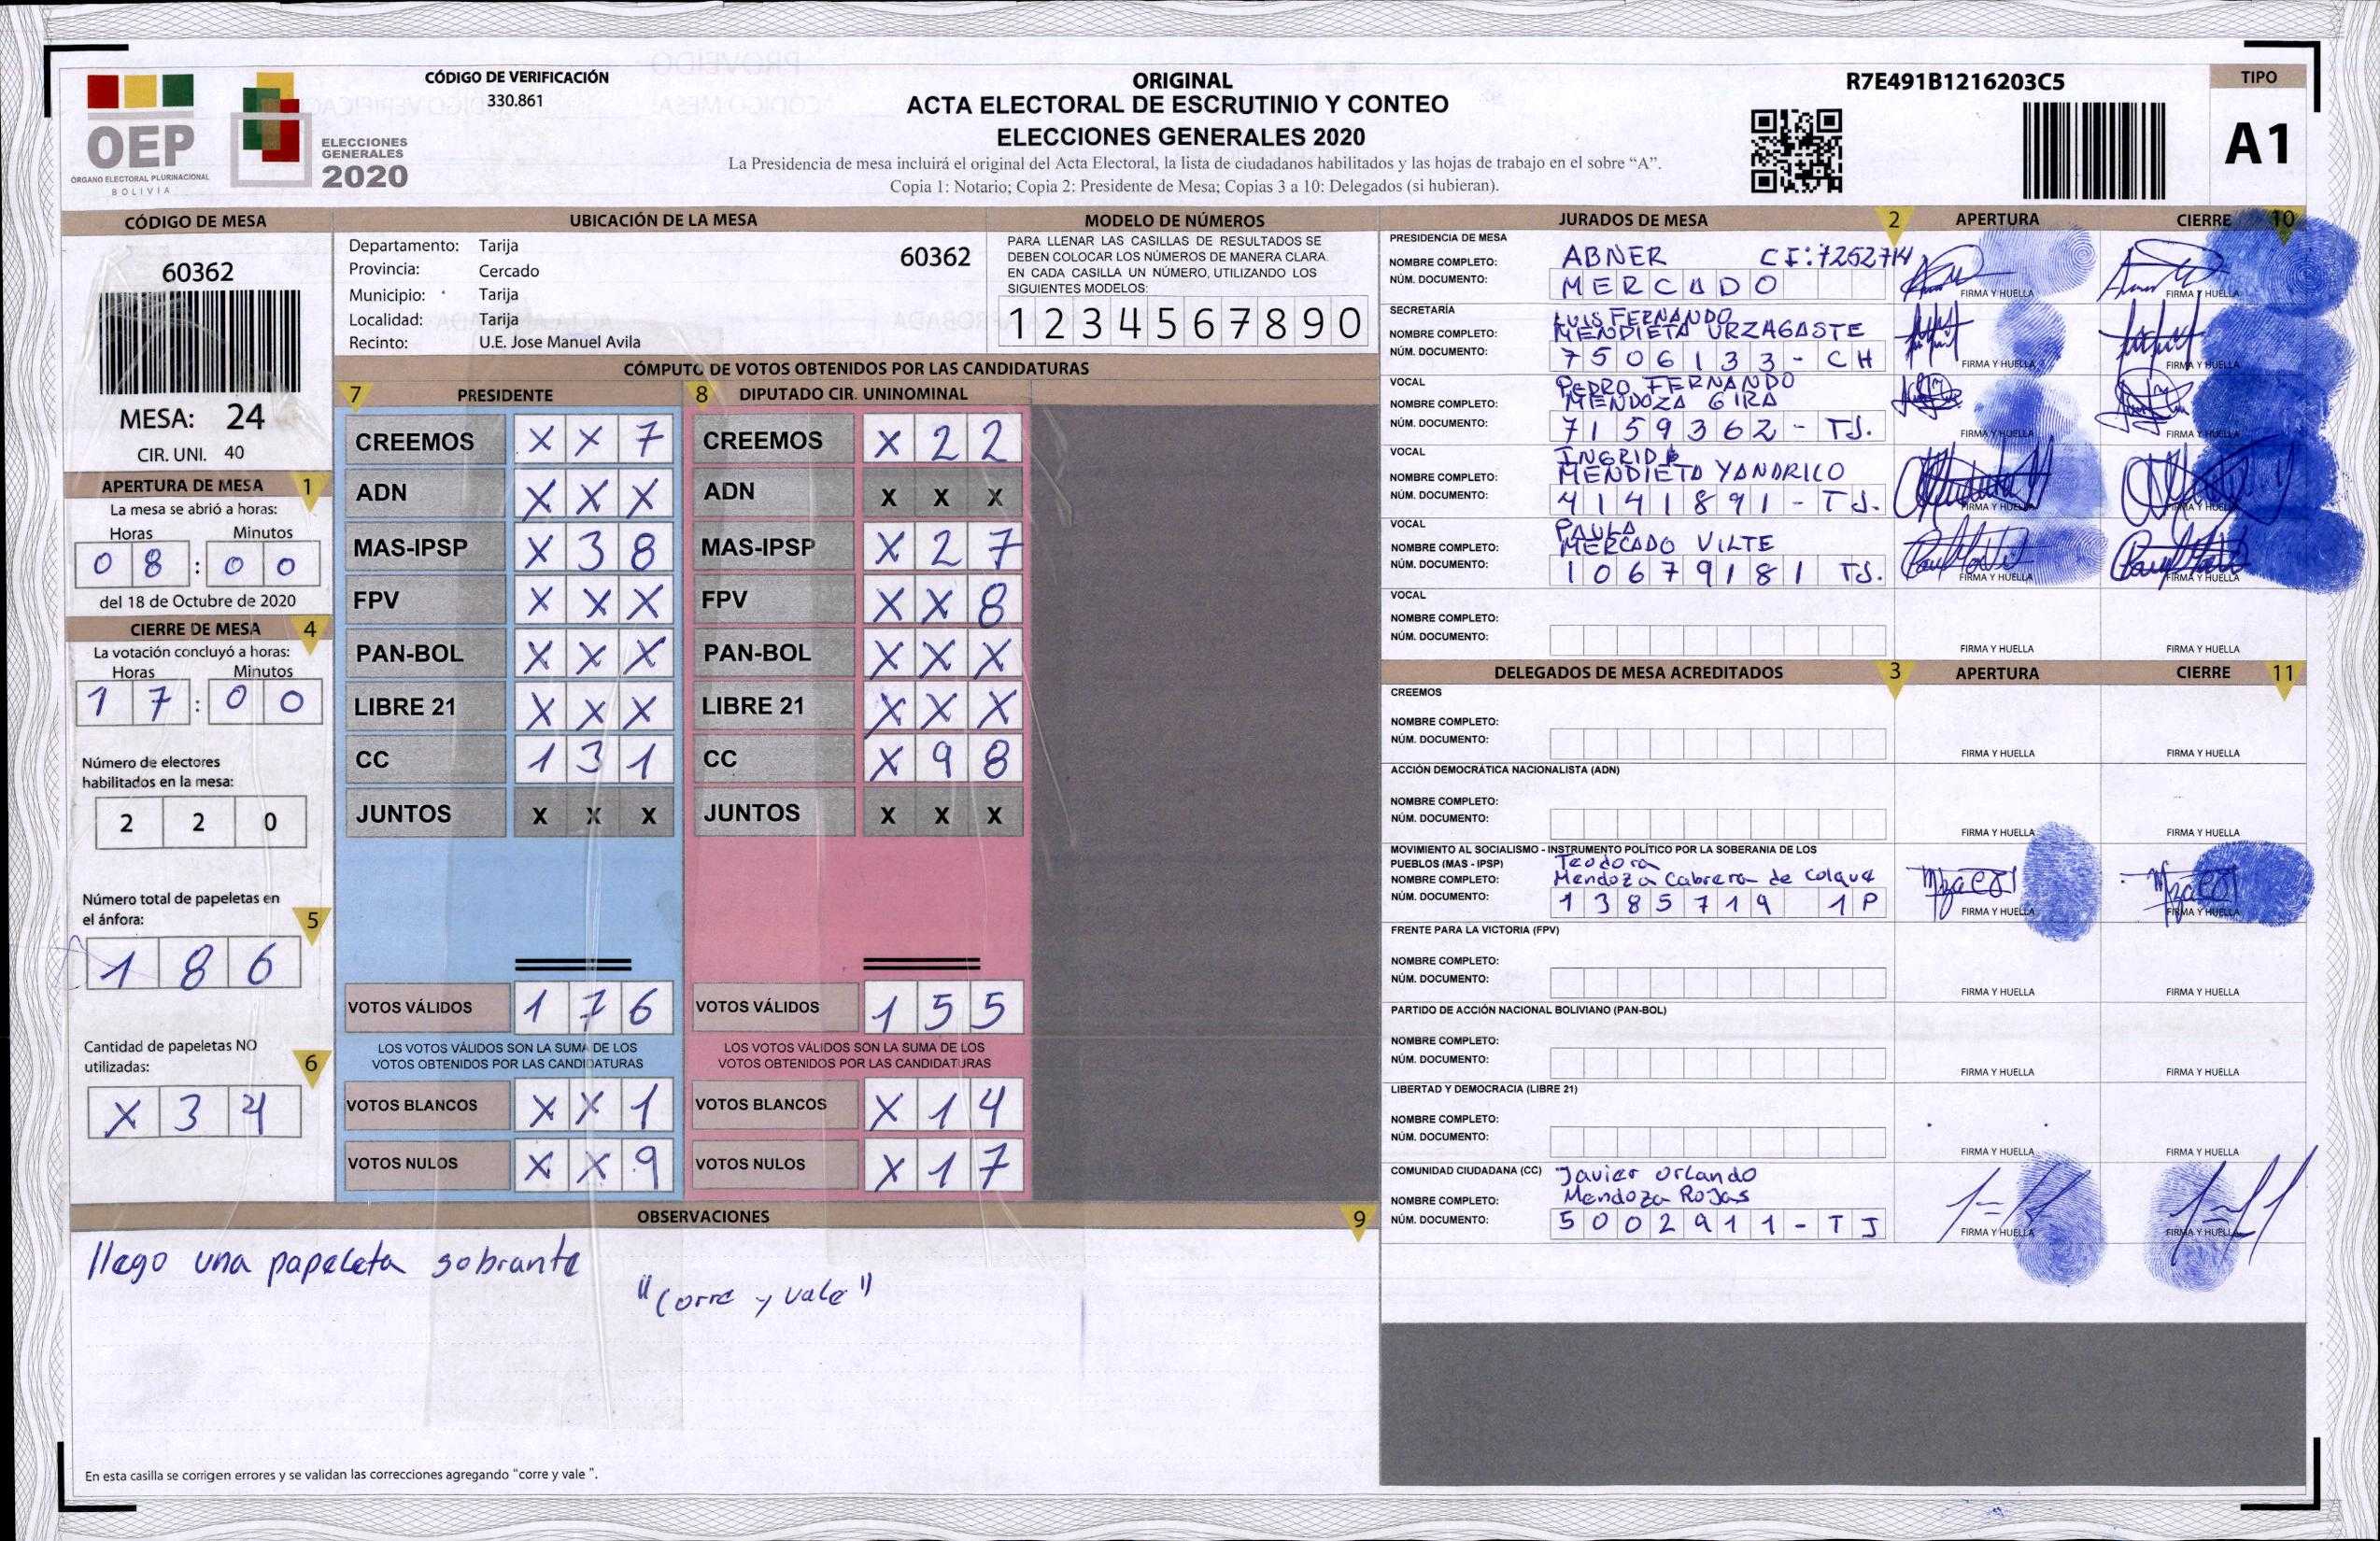 CÓDIGO DE VERIFICACIÓN
330.861
OEP
ÓRGANO ELECTORAL PLURINACIONAL
BOLIVIA
ELECCIONES
GENERALES
2020
ORIGINAL
ACTA ELECTORAL DE ESCRUTINIO Y CONTEO
ELECCIONES GENERALES 2020
La Presidencia de mesa incluirá el original del Acta Electoral, la lista de ciudadanos habilitados y las hojas de trabajo en el sobre “A”.
Copia 1: Notario; Copia 2: Presidente de Mesa; Copias 3 a 10: Delegados (si hubieran).
R7E491B1216203C5
TIPO
A1
CÓDIGO DE MESA
60362
MESA: 24
CIR. UNI. 40
APERTURA DE MESA 1
La mesa se abrió a horas:
Horas Minutos
0 8 : 0 0
del 18 de Octubre de 2020
CIERRE DE MESA 4
La votación concluyó a horas:
Horas Minutos
1 7 : 0 0
Número de electores
habilitados en la mesa:
2 2 0
Número total de papeletas en
el ánfora: 5
1 8 6
Cantidad de papeletas NO
utilizadas: 6
X 3 4
UBICACIÓN DE LA MESA
Departamento: Tarija 60362
Provincia: Cercado
Municipio: Tarija
Localidad: Tarija
Recinto: U.E. Jose Manuel Avila
MODELO DE NÚMEROS
PARA LLENAR LAS CASILLAS DE RESULTADOS SE
DEBEN COLOCAR LOS NÚMEROS DE MANERA CLARA.
EN CADA CASILLA UN NÚMERO, UTILIZANDO LOS
SIGUIENTES MODELOS:
1 2 3 4 5 6 7 8 9 0
CÓMPUTO DE VOTOS OBTENIDOS POR LAS CANDIDATURAS
7 PRESIDENTE
CREEMOS X X 7
ADN X X X
MAS-IPSP X 3 8
FPV X X X
PAN-BOL X X X
LIBRE 21 X X X
CC 1 3 1
JUNTOS X X X
VOTOS VÁLIDOS 1 7 6
LOS VOTOS VÁLIDOS SON LA SUMA DE LOS
VOTOS OBTENIDOS POR LAS CANDIDATURAS
VOTOS BLANCOS X X 1
VOTOS NULOS X X 9
8 DIPUTADO CIR. UNINOMINAL
CREEMOS X 2 2
ADN X X X
MAS-IPSP X 2 7
FPV X X 8
PAN-BOL X X X
LIBRE 21 X X X
CC X 9 8
JUNTOS X X X
VOTOS VÁLIDOS 1 5 5
LOS VOTOS VÁLIDOS SON LA SUMA DE LOS
VOTOS OBTENIDOS POR LAS CANDIDATURAS
VOTOS BLANCOS X 1 4
VOTOS NULOS X 1 7
OBSERVACIONES 9
llego una papeleta sobrante
"Corre y vale"
En esta casilla se corrigen errores y se validan las correcciones agregando “corre y vale ”.
JURADOS DE MESA 2 APERTURA CIERRE 10
PRESIDENCIA DE MESA
NOMBRE COMPLETO: ABNER CI:7252714
NÚM. DOCUMENTO: MERCADO
FIRMA Y HUELLA FIRMA Y HUELLA
SECRETARÍA
LUIS FERNANDO
NOMBRE COMPLETO: MENDIETA URZAGASTE
NÚM. DOCUMENTO: 7506133- CH
FIRMA Y HUELLA FIRMA Y HUELLA
VOCAL
PEDRO FERNANDO
NOMBRE COMPLETO: MENDOZA GIRA
NÚM. DOCUMENTO: 7159362- TJ.
FIRMA Y HUELLA FIRMA Y HUELLA
VOCAL
INGRID
NOMBRE COMPLETO: MENDIETA YANDRICO
NÚM. DOCUMENTO: 4141891- TJ.
FIRMA Y HUELLA FIRMA Y HUELLA
VOCAL
PAULA
NOMBRE COMPLETO: MERCADO VILTE
NÚM. DOCUMENTO: 10679181 TJ.
FIRMA Y HUELLA FIRMA Y HUELLA
VOCAL
NOMBRE COMPLETO:
NÚM. DOCUMENTO:
FIRMA Y HUELLA FIRMA Y HUELLA
DELEGADOS DE MESA ACREDITADOS 3 APERTURA CIERRE 11
CREEMOS
NOMBRE COMPLETO:
NÚM. DOCUMENTO:
FIRMA Y HUELLA FIRMA Y HUELLA
ACCIÓN DEMOCRÁTICA NACIONALISTA (ADN)
NOMBRE COMPLETO:
NÚM. DOCUMENTO:
FIRMA Y HUELLA FIRMA Y HUELLA
MOVIMIENTO AL SOCIALISMO - INSTRUMENTO POLÍTICO POR LA SOBERANIA DE LOS
PUEBLOS (MAS - IPSP) Teodora
NOMBRE COMPLETO: Mendoza Cabrera de Colque
NÚM. DOCUMENTO: 1385719 1P
FIRMA Y HUELLA FIRMA Y HUELLA
FRENTE PARA LA VICTORIA (FPV)
NOMBRE COMPLETO:
NÚM. DOCUMENTO:
FIRMA Y HUELLA FIRMA Y HUELLA
PARTIDO DE ACCIÓN NACIONAL BOLIVIANO (PAN-BOL)
NOMBRE COMPLETO:
NÚM. DOCUMENTO:
FIRMA Y HUELLA FIRMA Y HUELLA
LIBERTAD Y DEMOCRACIA (LIBRE 21)
NOMBRE COMPLETO:
NÚM. DOCUMENTO:
FIRMA Y HUELLA FIRMA Y HUELLA
COMUNIDAD CIUDADANA (CC) Javier Orlando
NOMBRE COMPLETO: Mendoza Rojas
NÚM. DOCUMENTO: 5002911-TJ
FIRMA Y HUELLA FIRMA Y HUELLA